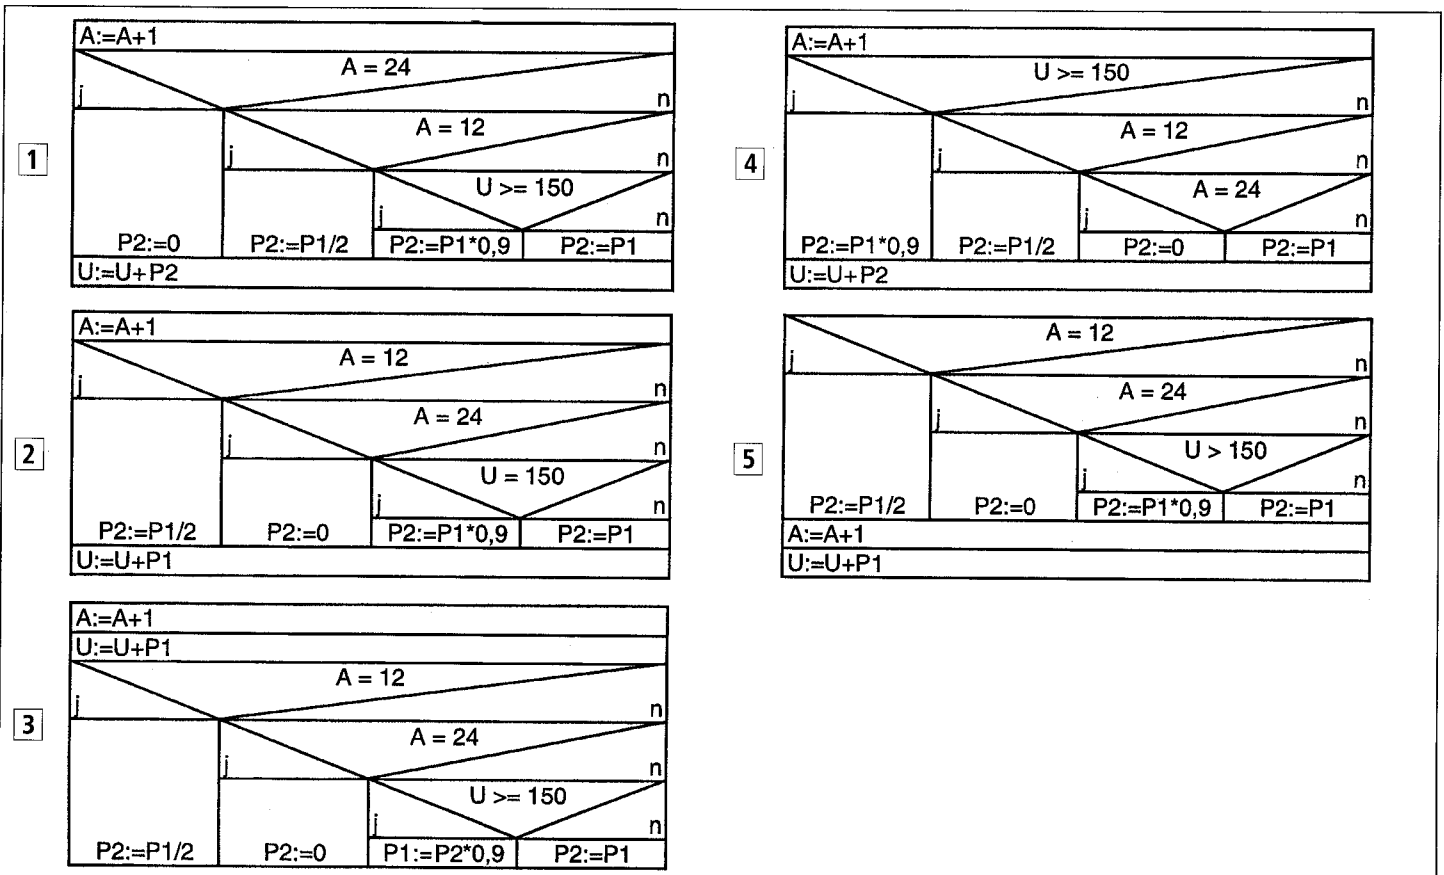 1
A:=A+1
A = 24
j
n
A = 12
j
n
U >= 150
j
n
P2:=0
P2:=P1/2
P2:=P1*0,9
P2:=P1
U:=U+P2
2
A:=A+1
A = 12
j
n
A = 24
j
n
U = 150
j
n
P2:=P1/2
P2:=0
P2:=P1*0,9
P2:=P1
U:=U+P1
3
A:=A+1
U:=U+P1
A = 12
j
n
A = 24
j
n
U >= 150
j
n
P2:=P1/2
P2:=0
P1:=P2*0,9
P2:=P1
4
A:=A+1
U >= 150
j
n
A = 12
j
n
A = 24
j
n
P2:=P1*0,9
P2:=P1/2
P2:=0
P2:=P1
U:=U+P2
5
A = 12
j
n
A = 24
j
n
U > 150
j
n
P2:=P1/2
P2:=0
P2:=P1*0,9
P2:=P1
A:=A+1
U:=U+P1